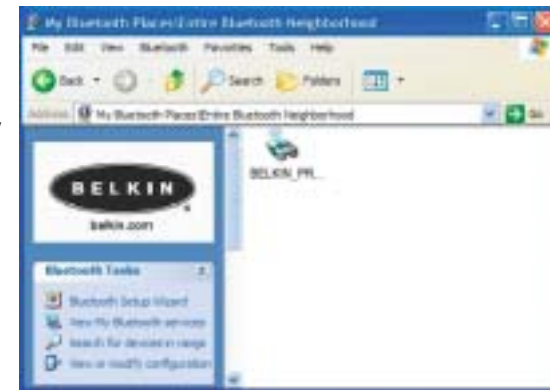 My Bluetooth Places\Entire Bluetooth Neighborhood
File Edit View Bluetooth Favorites Tools Help
Back Search Folders
Address My Bluetooth Places\Entire Bluetooth Neighborhood Go
BELKIN
belkin.com
BELKIN_PR...
Bluetooth Tasks
Bluetooth Setup Wizard
View My Bluetooth services
Search for devices in range
View or modify configuration